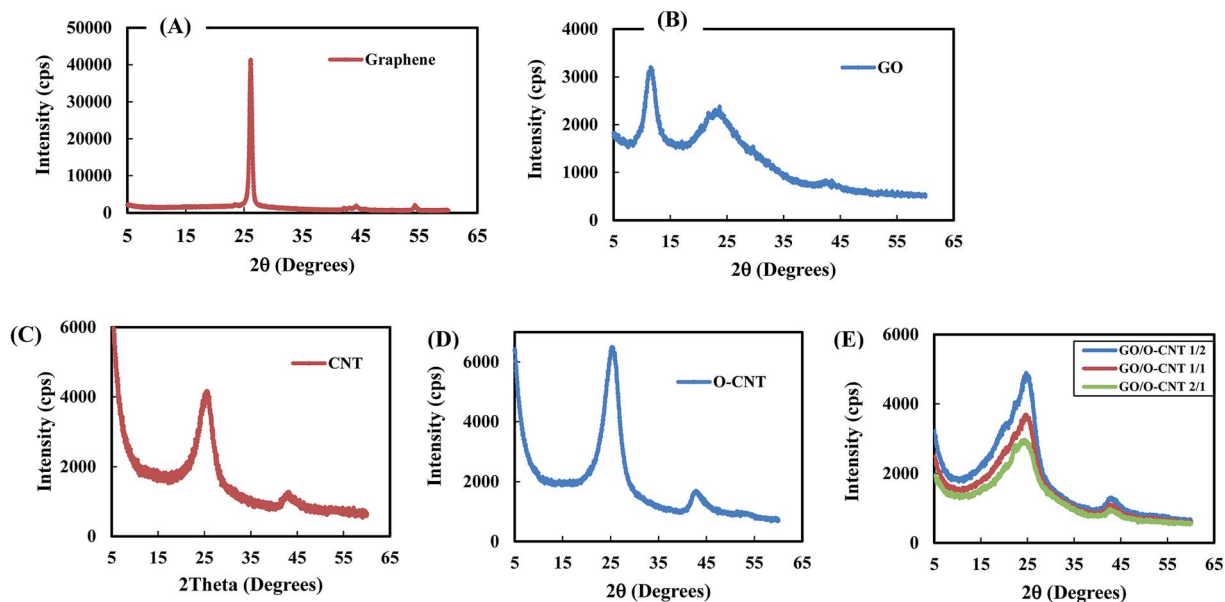 (A)
50000
40000
30000
20000
10000
0
Intensity (cps)
Graphene
5 15 25 35 45 55 65
2θ (Degrees)
(B)
4000
3000
2000
1000
0
Intensity (cps)
GO
5 15 25 35 45 55 65
2θ (Degrees)
(C)
6000
4000
2000
0
Intensity (cps)
CNT
5 15 25 35 45 55 65
2Theta (Degrees)
(D)
6000
4000
2000
0
Intensity (cps)
O-CNT
5 15 25 35 45 55 65
2θ (Degrees)
(E)
6000
4000
2000
0
Intensity (cps)
GO/O-CNT 1/2
GO/O-CNT 1/1
GO/O-CNT 2/1
5 15 25 35 45 55 65
2θ (Degrees)